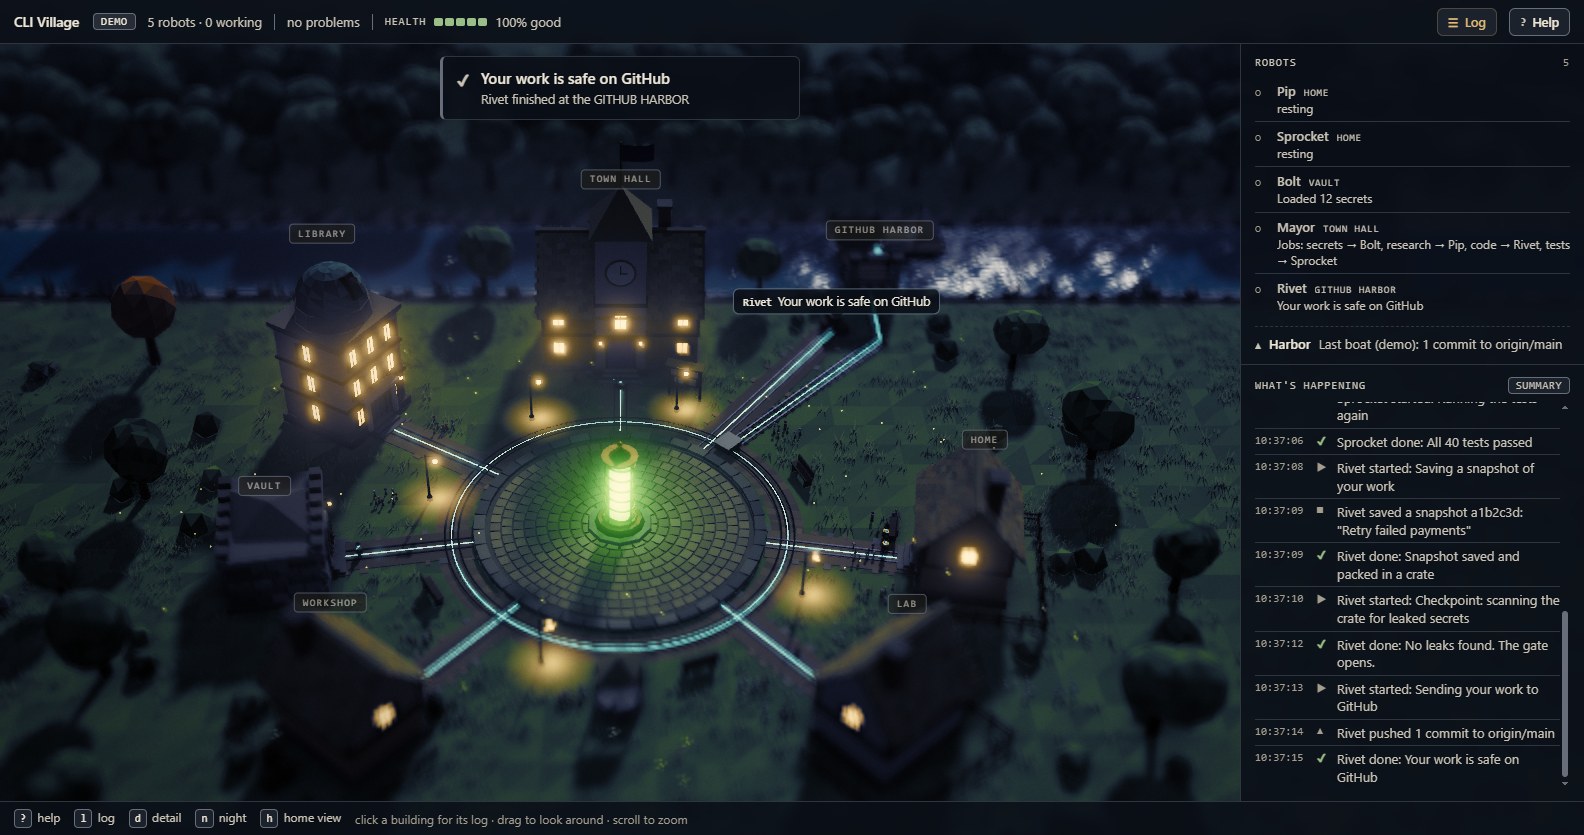 CLI Village DEMO 5 robots · 0 working no problems HEALTH 100% good
☰ Log ? Help
✓ Your work is safe on GitHub
Rivet finished at the GITHUB HARBOR
TOWN HALL
LIBRARY
GITHUB HARBOR
Rivet Your work is safe on GitHub
HOME
VAULT
WORKSHOP
LAB
ROBOTS 5
Pip HOME
resting
Sprocket HOME
resting
Bolt VAULT
Loaded 12 secrets
Mayor TOWN HALL
Jobs: secrets → Bolt, research → Pip, code → Rivet, tests
→ Sprocket
Rivet GITHUB HARBOR
Your work is safe on GitHub
▲ Harbor Last boat (demo): 1 commit to origin/main
WHAT'S HAPPENING SUMMARY
again
10:37:06 ✓ Sprocket done: All 40 tests passed
10:37:08 ▶ Rivet started: Saving a snapshot of
your work
10:37:09 ■ Rivet saved a snapshot a1b2c3d:
"Retry failed payments"
10:37:09 ✓ Rivet done: Snapshot saved and
packed in a crate
10:37:10 ▶ Rivet started: Checkpoint: scanning the
crate for leaked secrets
10:37:12 ✓ Rivet done: No leaks found. The gate
opens.
10:37:13 ▶ Rivet started: Sending your work to
GitHub
10:37:14 ▲ Rivet pushed 1 commit to origin/main
10:37:15 ✓ Rivet done: Your work is safe on
GitHub
? help l log d detail n night h home view click a building for its log · drag to look around · scroll to zoom